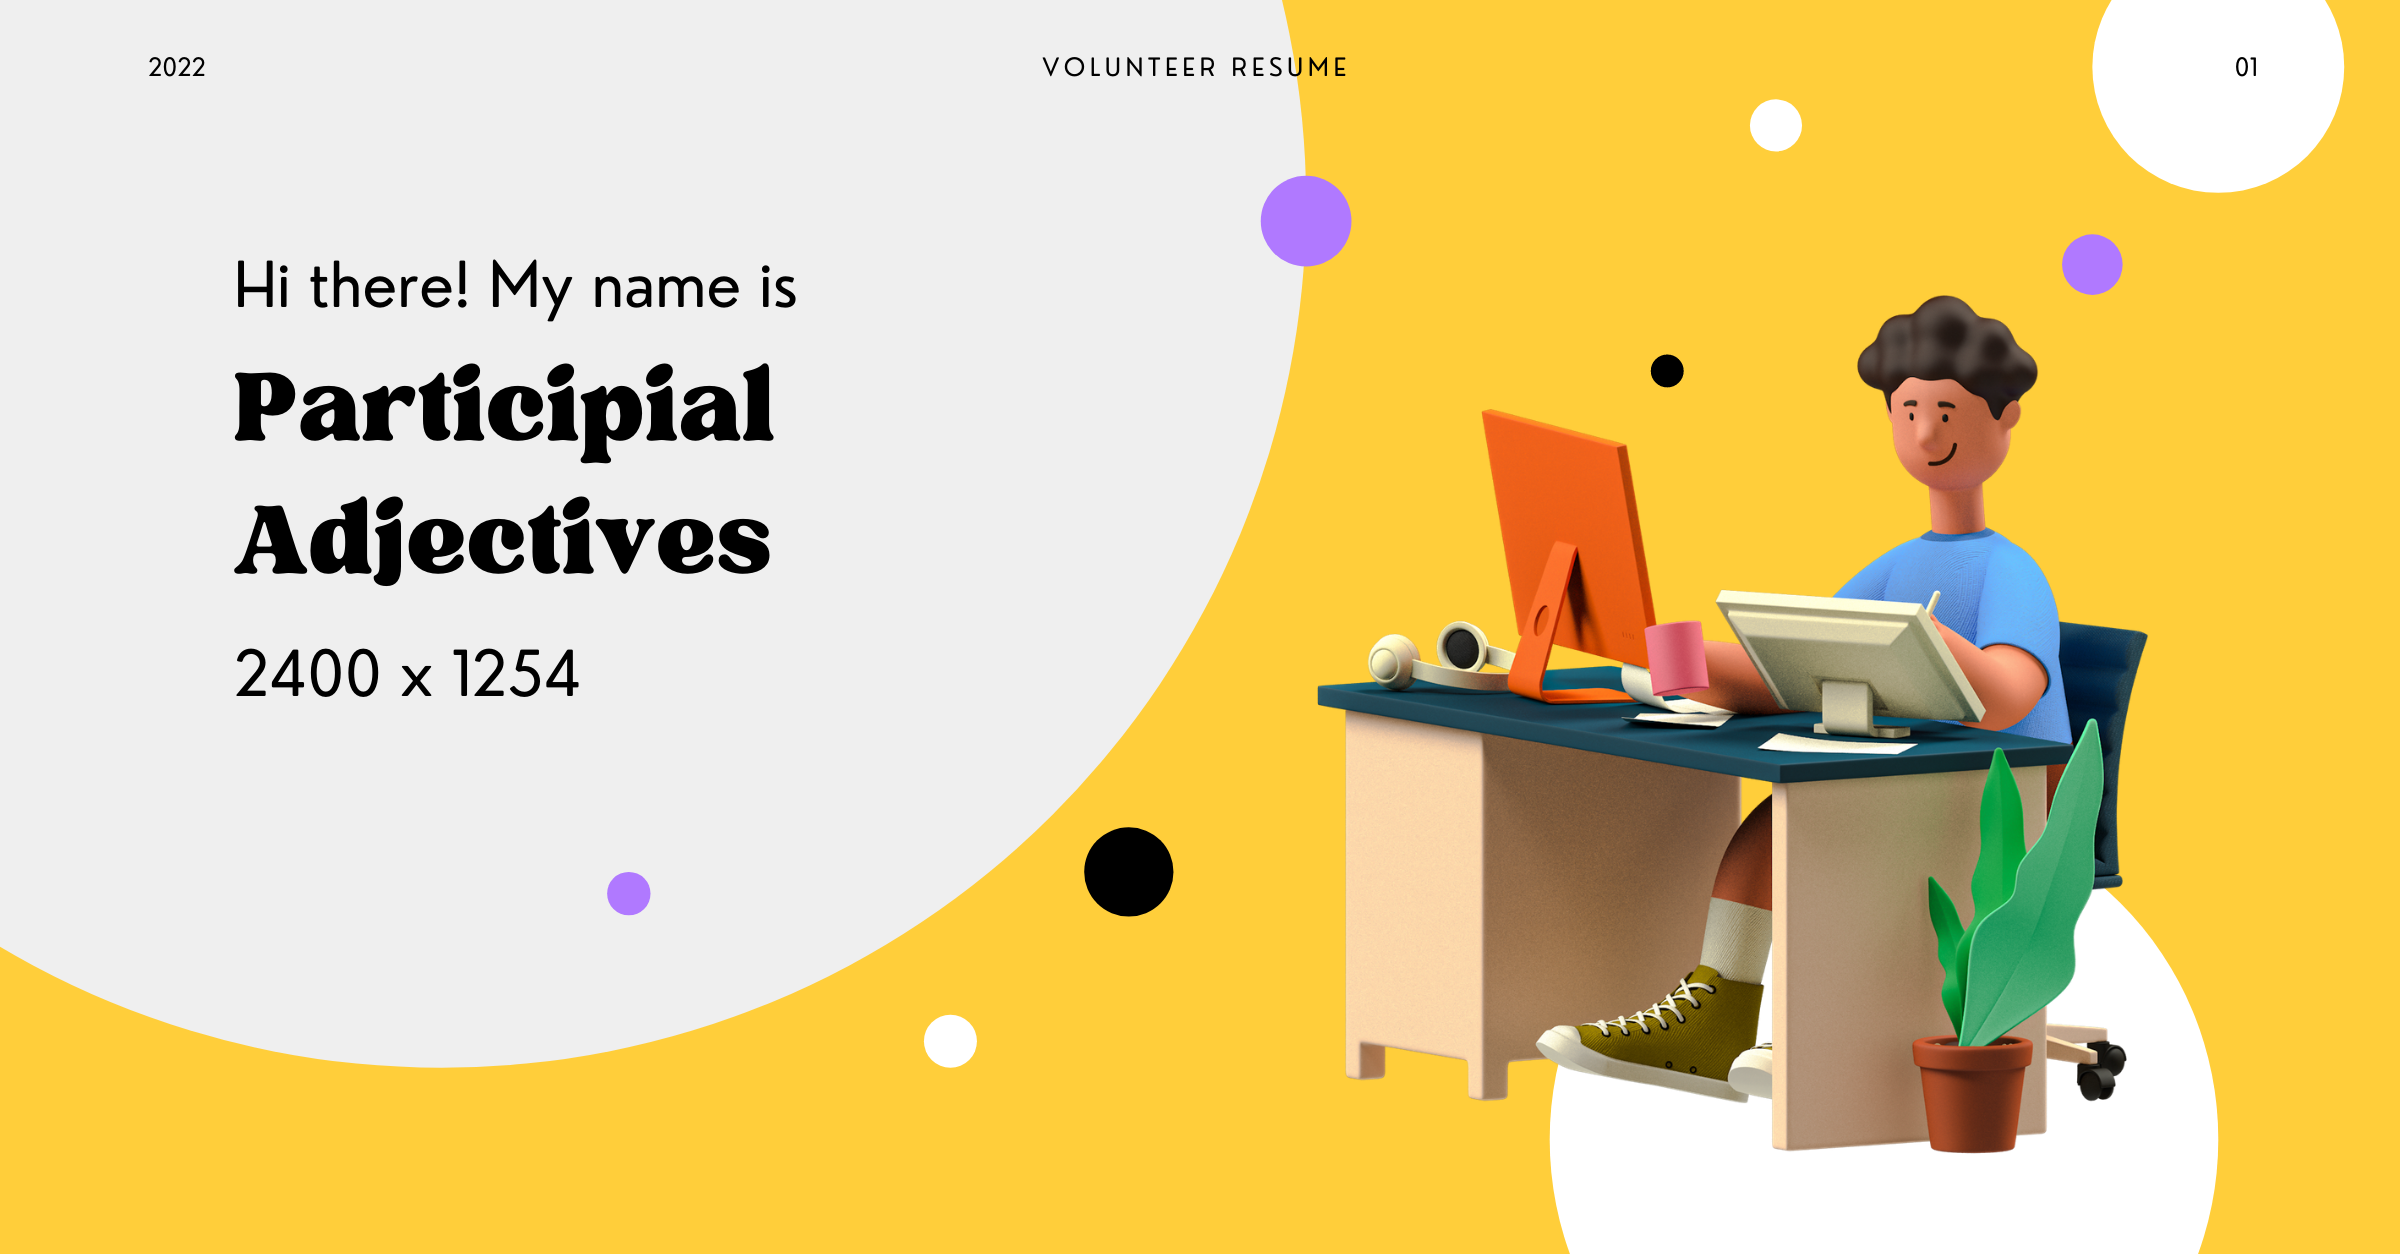 2022
VOLUNTEER RESUME
01
Hi there! My name is
Participial
Adjectives
2400 x 1254